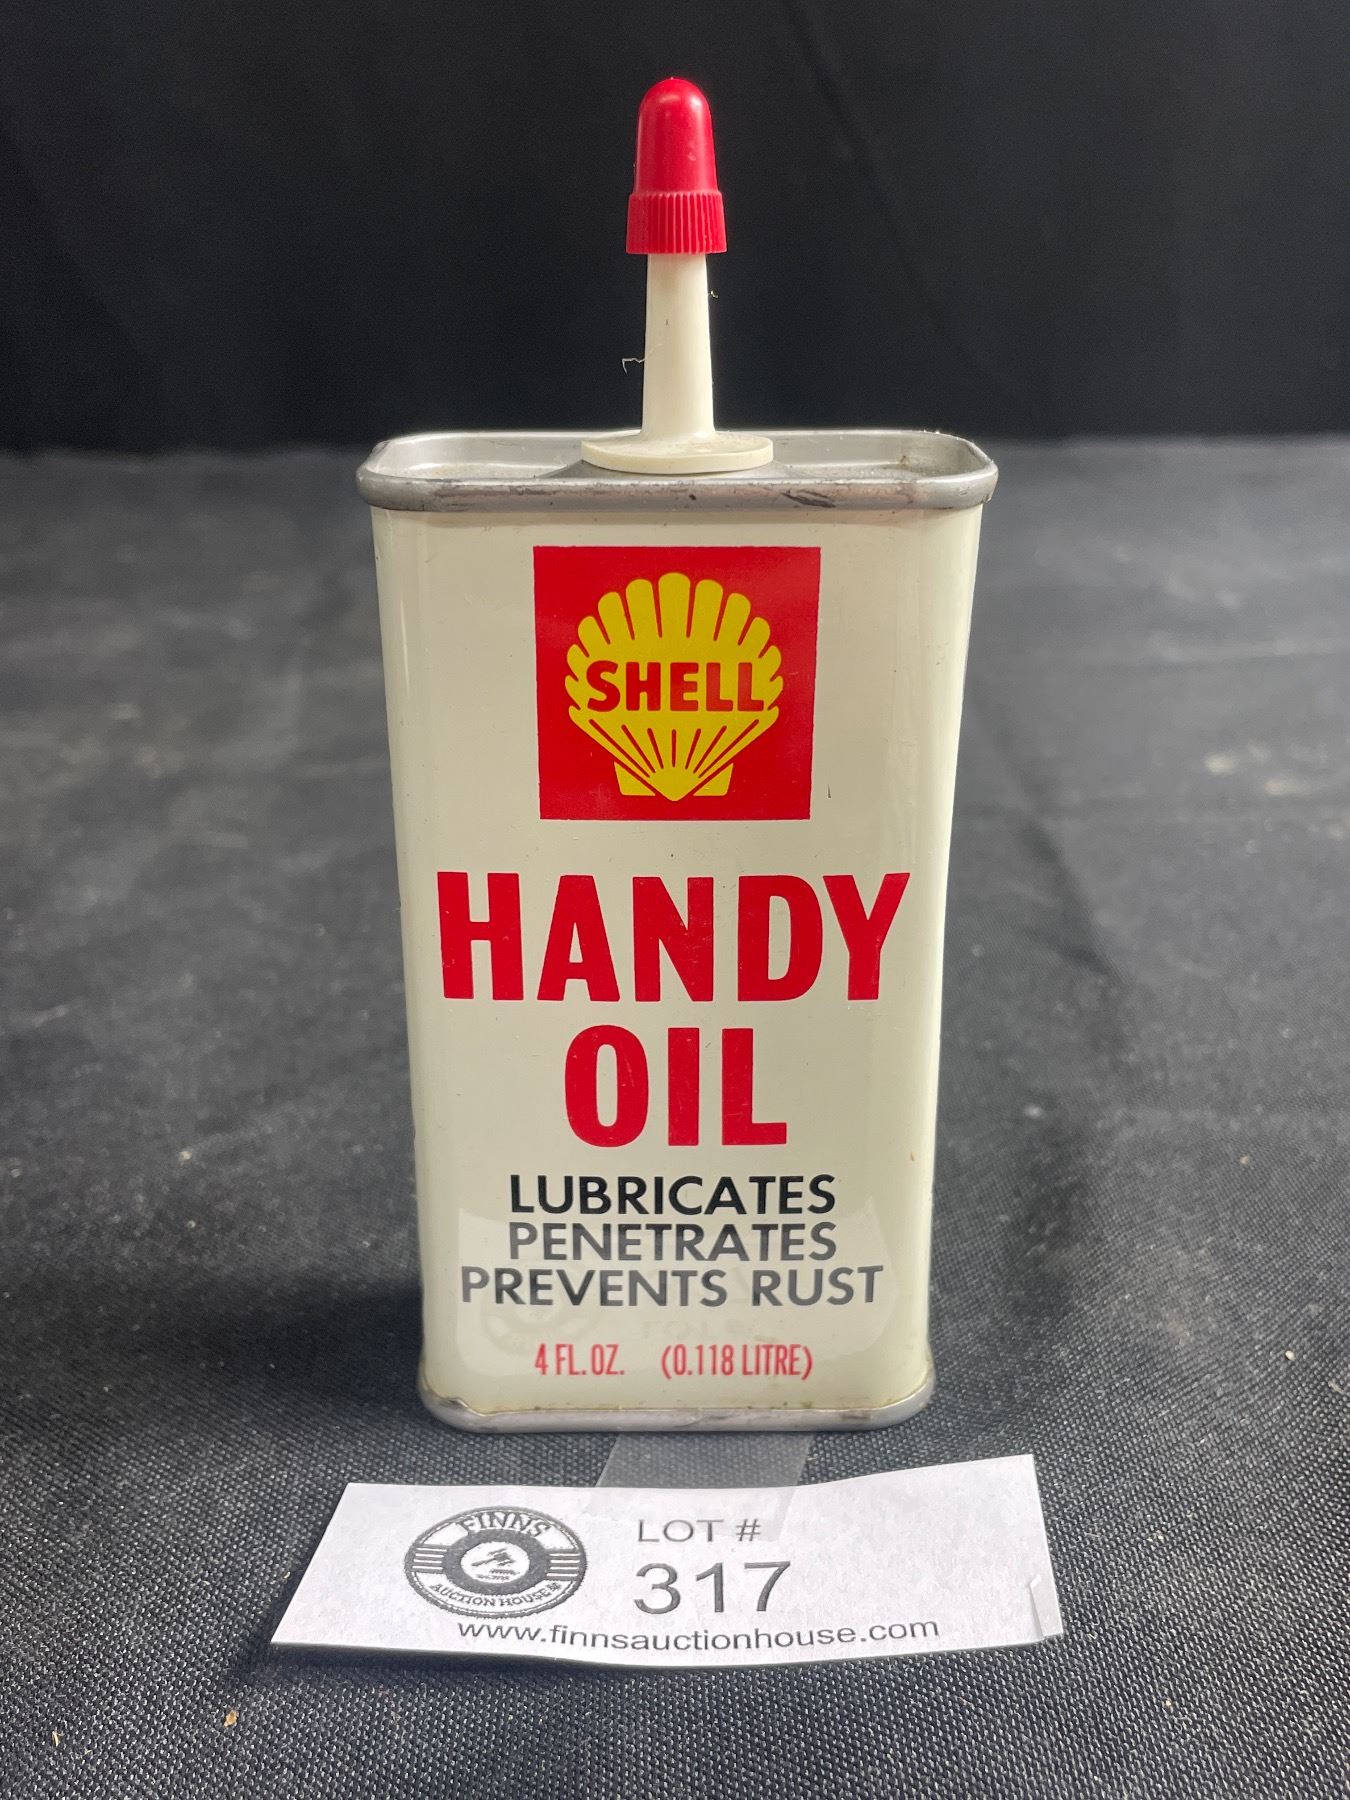 SHELL
HANDY
OIL
LUBRICATES
PENETRATES
PREVENTS RUST
4 FL. OZ. (0.118 LITRE)
FINNS
AUCTION HOUSE
LOT #
317
www.finnsauctionhouse.com